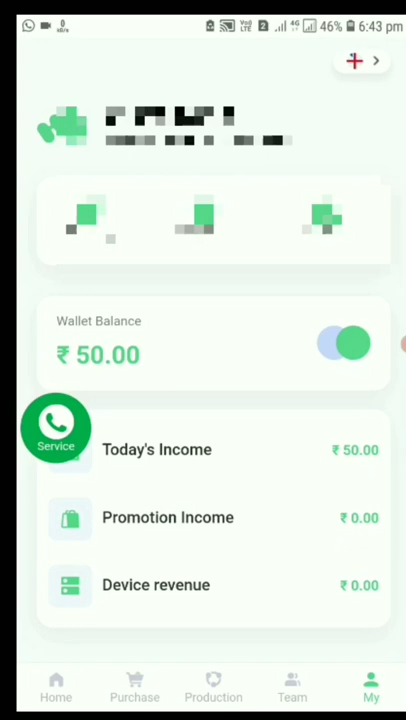 46% 6:43 pm
Wallet Balance
₹ 50.00
Service
Today's Income ₹ 50.00
Promotion Income ₹ 0.00
Device revenue ₹ 0.00
Home Purchase Production Team My